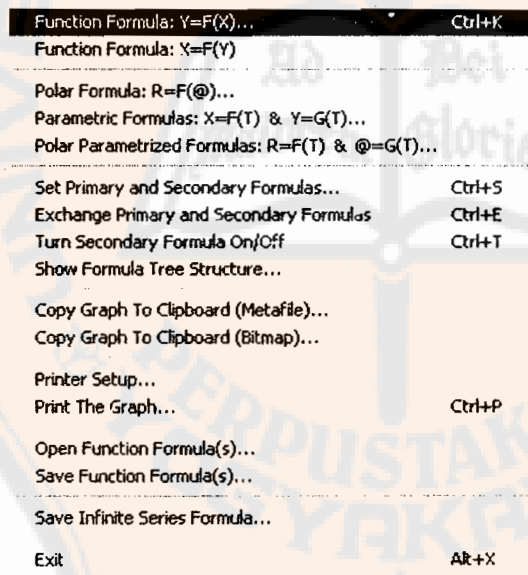 Function Formula: Y=F(X)... Ctrl+K
Function Formula: X=F(Y)
Polar Formula: R=F(@)...
Parametric Formulas: X=F(T) & Y=G(T)...
Polar Parametrized Formulas: R=F(T) & @=G(T)...
Set Primary and Secondary Formulas... Ctrl+S
Exchange Primary and Secondary Formulas Ctrl+E
Turn Secondary Formula On/Off Ctrl+T
Show Formula Tree Structure...
Copy Graph To Clipboard (Metafile)...
Copy Graph To Clipboard (Bitmap)...
Printer Setup...
Print The Graph... Ctrl+P
Open Function Formula(s)...
Save Function Formula(s)...
Save Infinite Series Formula...
Exit Alt+X